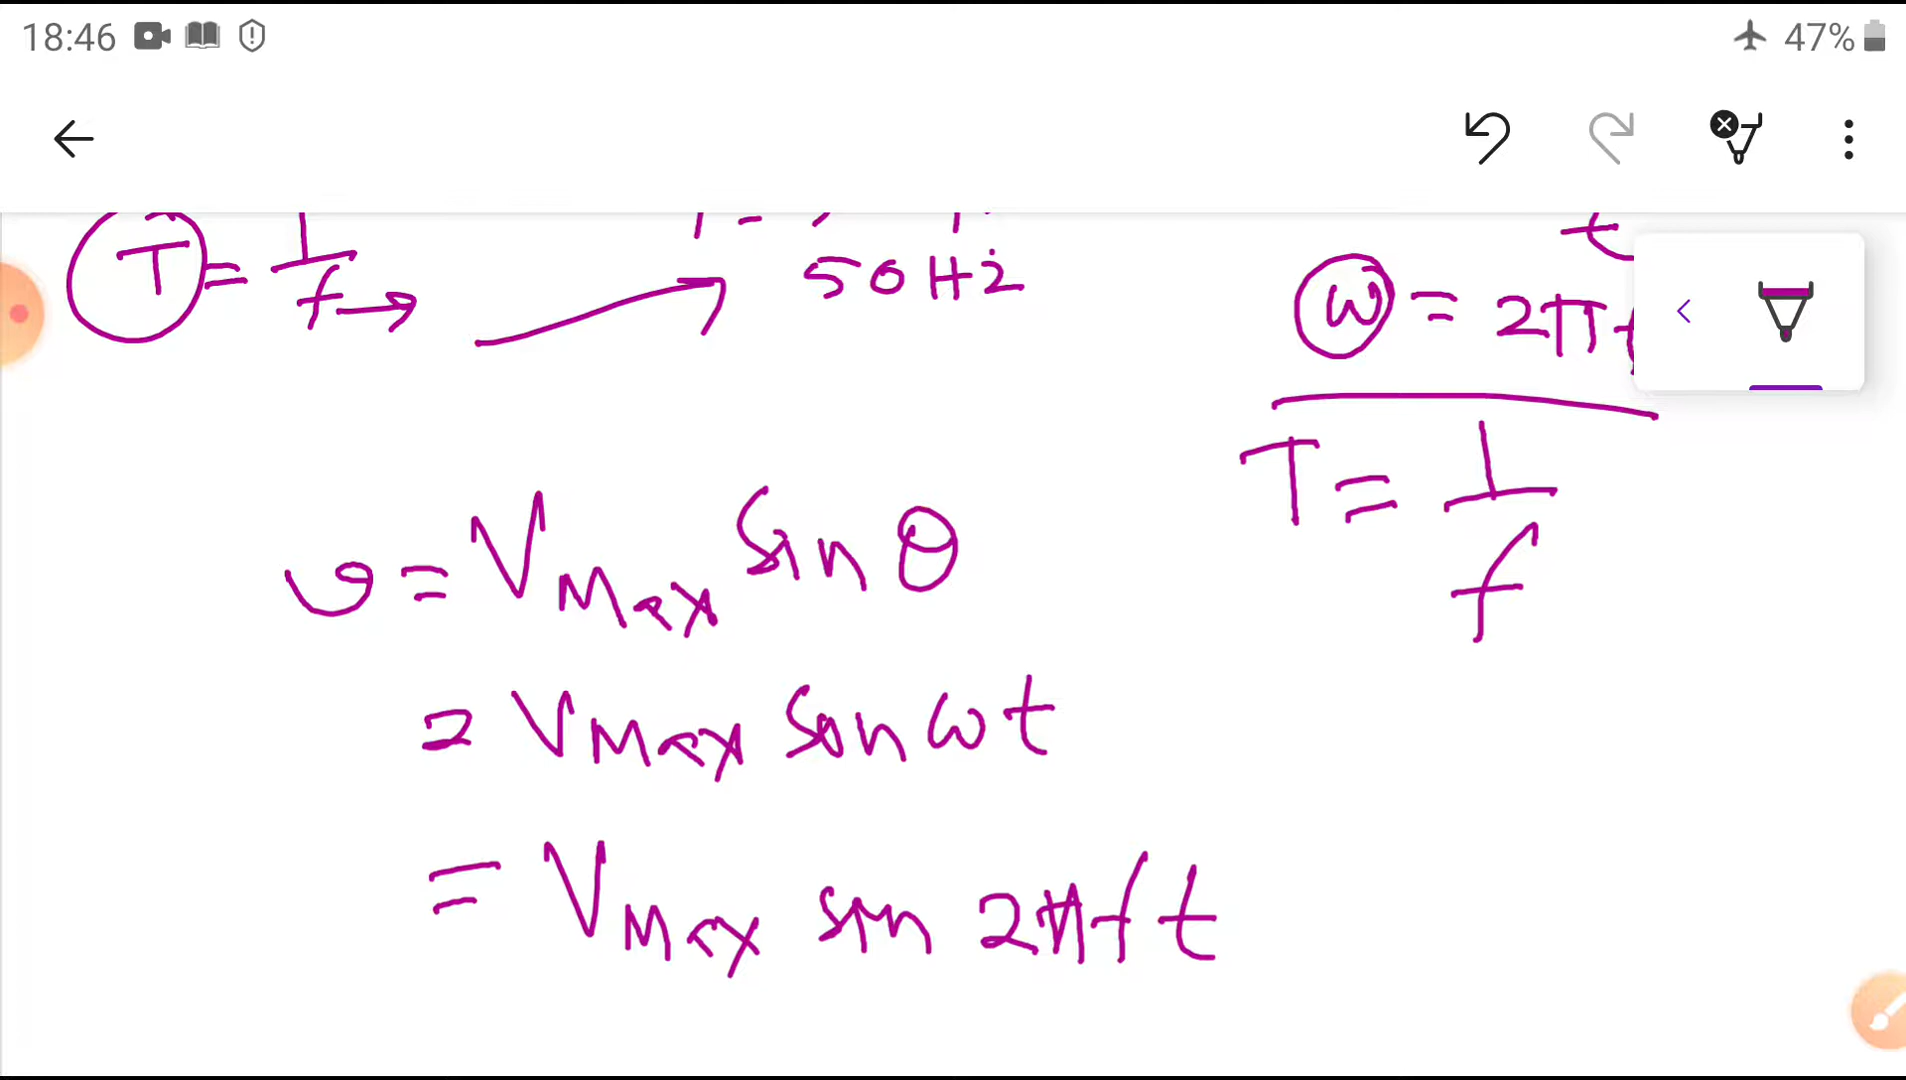 18:46 47%
T = 1/f →
50Hz
ω = 2π
T = 1/f
v = VMax Sin θ
= VMax Sin ωt
= VMax sin 2πft